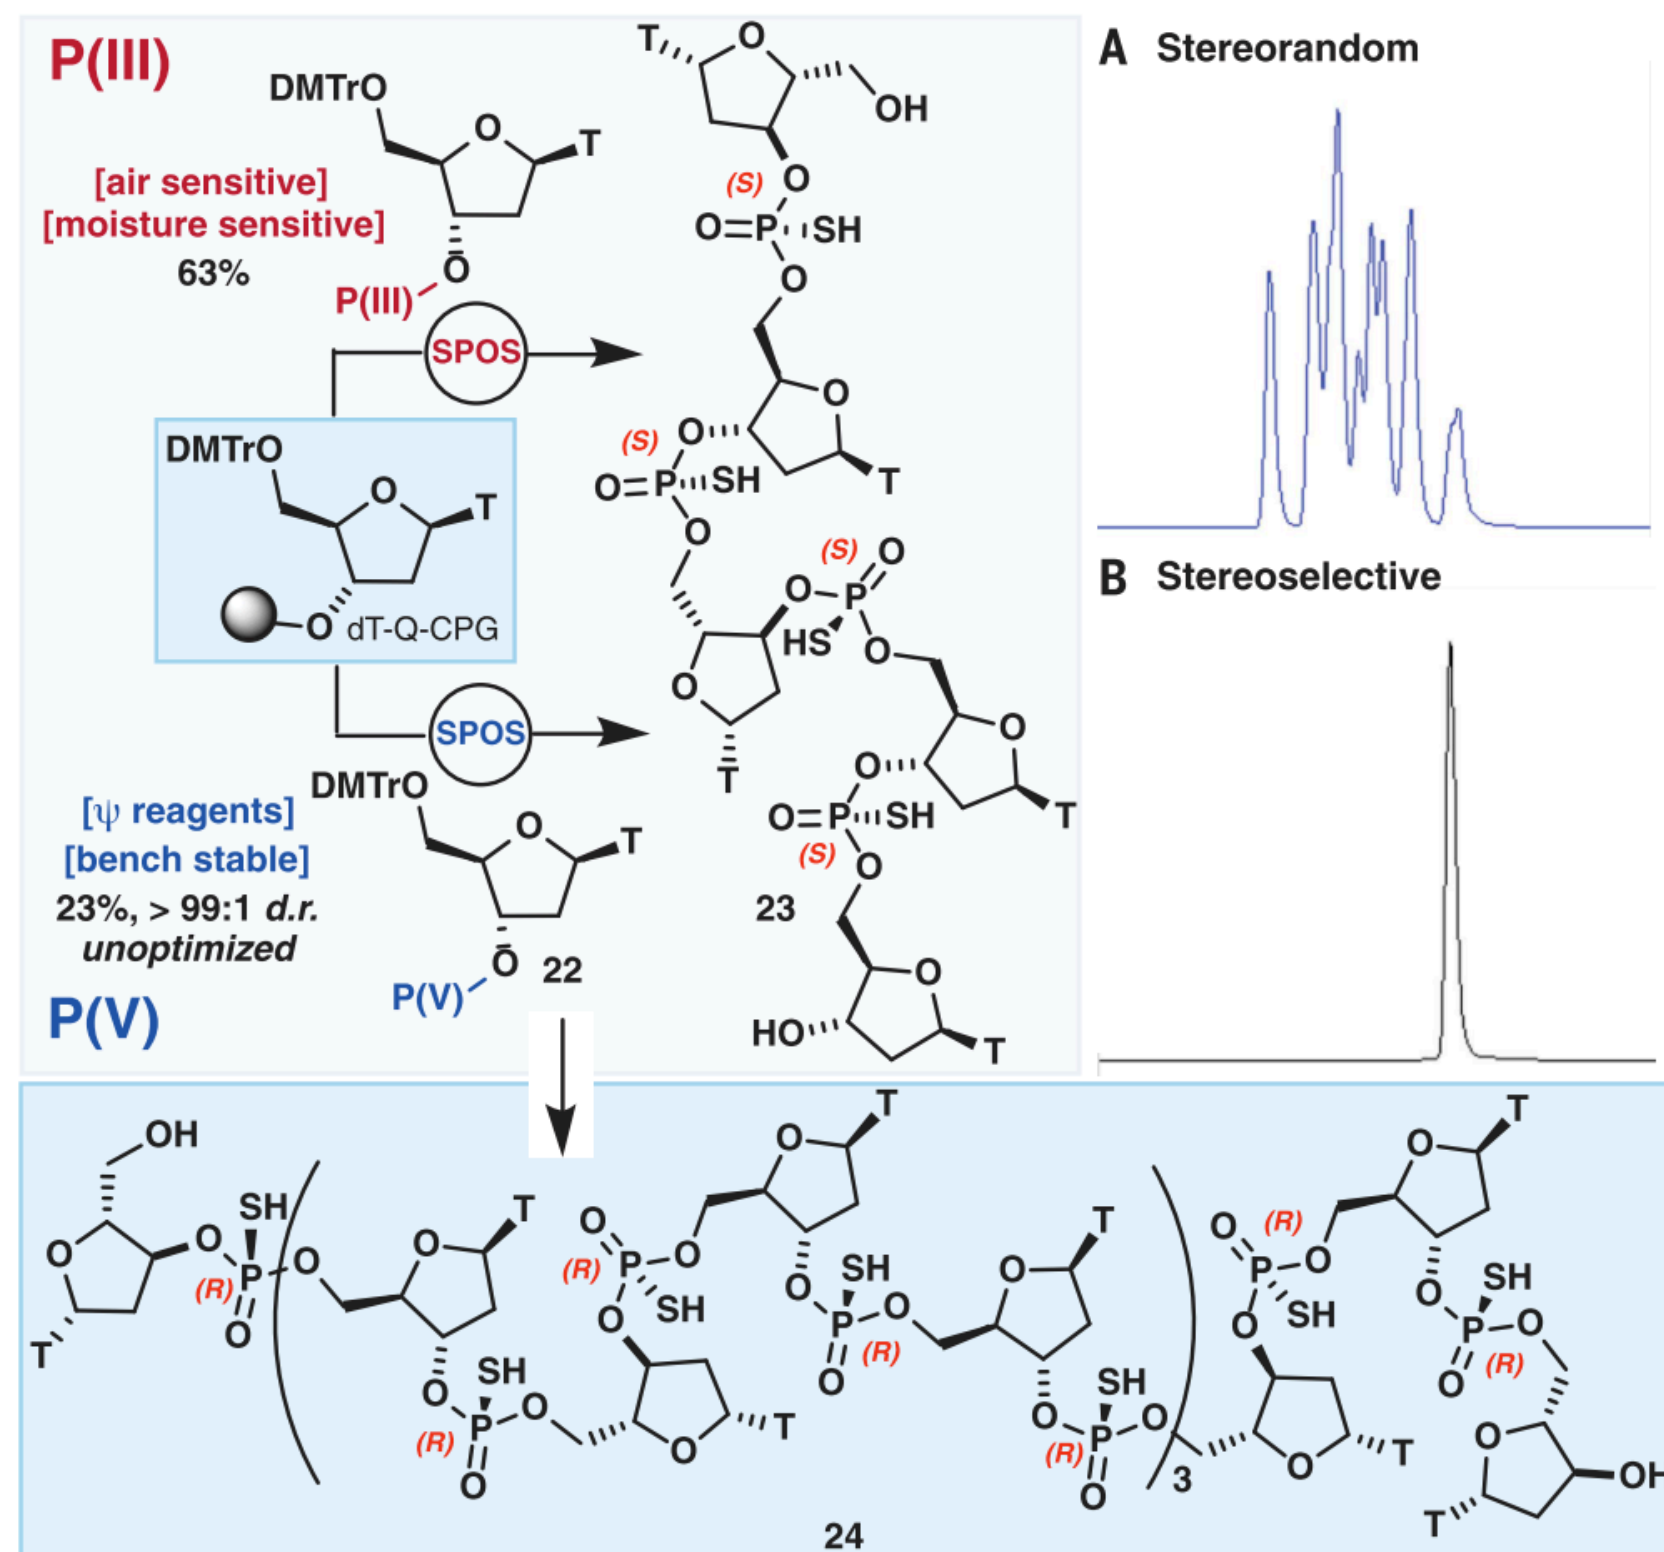 P(III)
DMTrO
O
T
[air sensitive]
[moisture sensitive]
63%
O
P(III)
SPOS
DMTrO
O
T
O
dT-Q-CPG
SPOS
[ψ reagents]
[bench stable]
23%, > 99:1 d.r.
unoptimized
DMTrO
O
T
O
22
P(V)
P(V)
T
O
OH
O
(S)
O=P
SH
O
O
T
O
(S)
O=P
SH
O
(S)
O
O
P
HS
O
O
T
O
T
O
O=P
SH
(S)
O
23
O
HO
T
A Stereorandom
B Stereoselective
OH
O
T
O
SH
P
(R)
O
O
O
T
O
SH
P
(R)
O
O
O
T
O
P
(R)
O
SH
O
O
T
O
SH
P
(R)
O
O
O
T
O
SH
P
(R)
O
O
3
O
T
O
P
(R)
O
SH
O
O
T
O
SH
P
(R)
O
O
O
T
OH
24